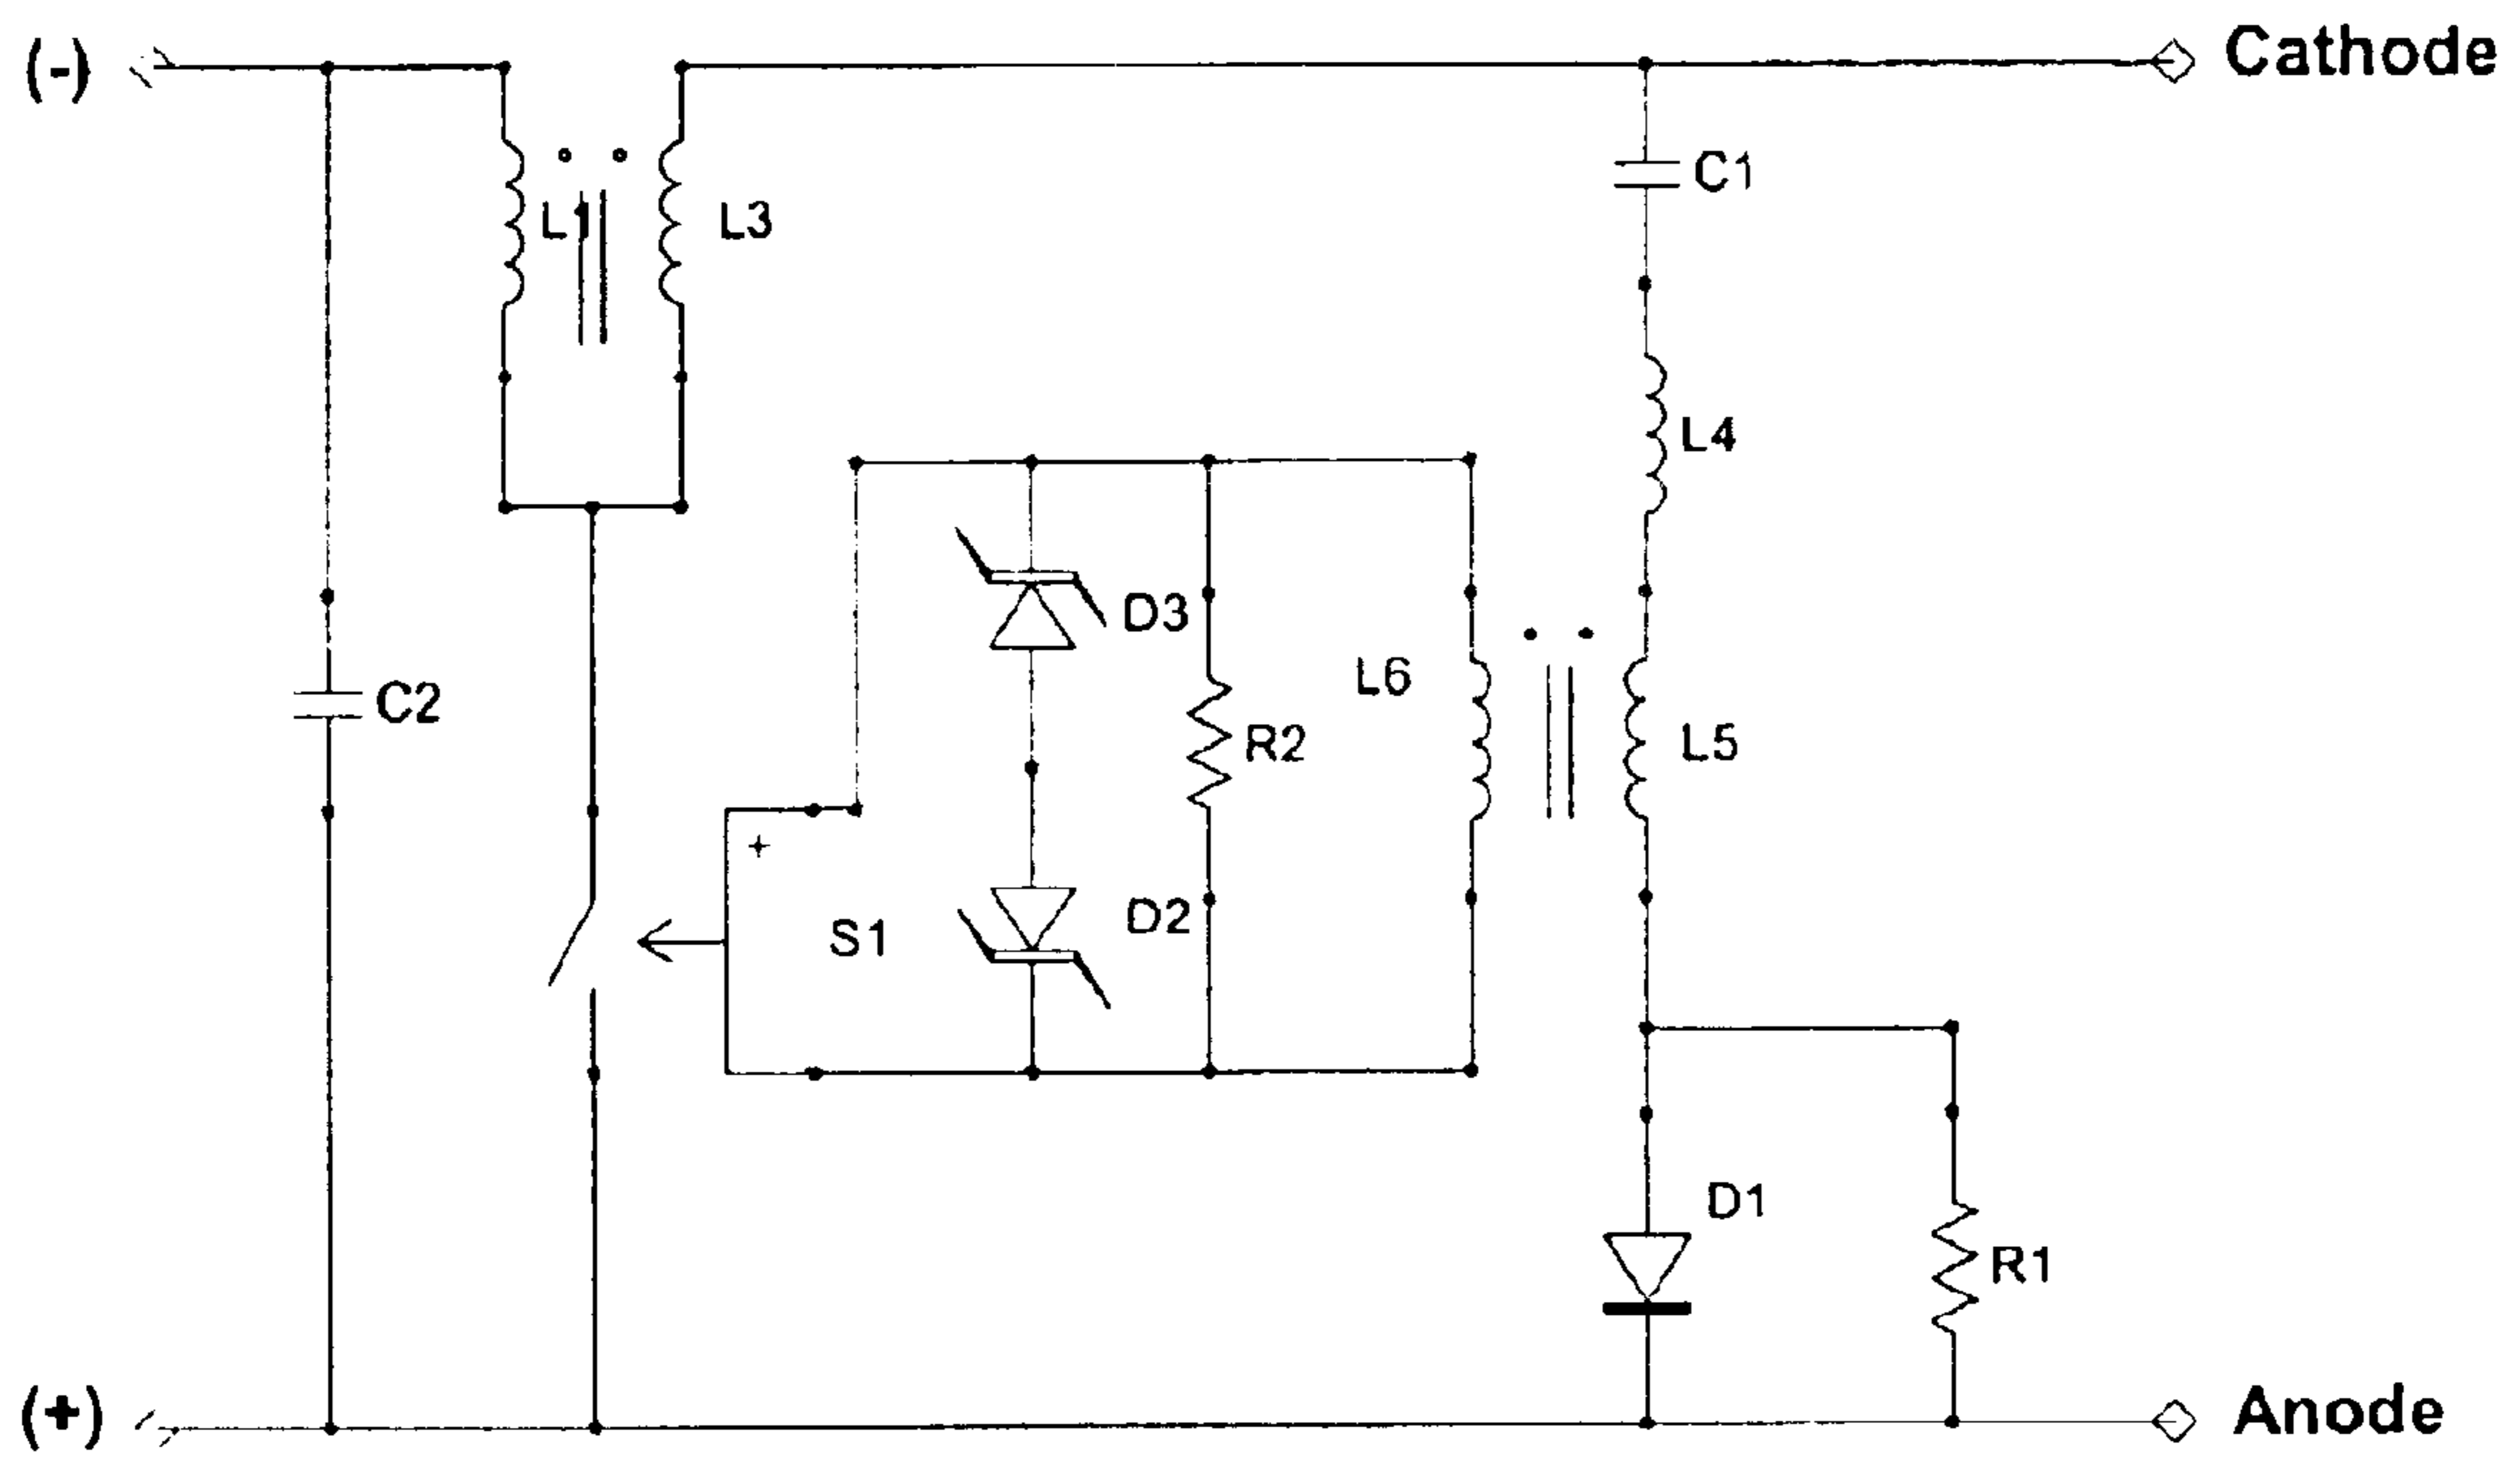 (-)
Cathode
C1
L1
L3
L4
D3
L6
C2
R2
L5
+
S1
D2
D1
R1
(+)
Anode